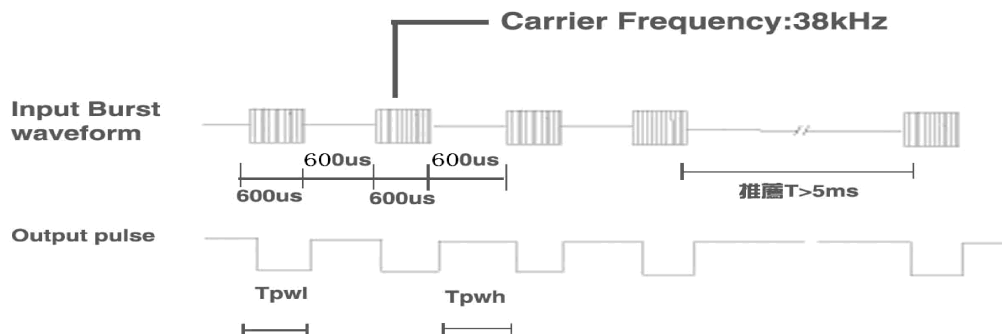 Carrier Frequency:38kHz
Input Burst
waveform
600us
600us
600us
600us
推薦T>5ms
Output pulse
Tpwl
Tpwh